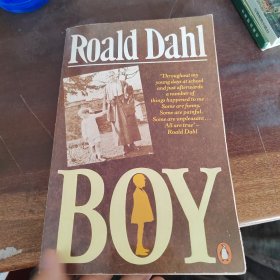 Roald Dahl
"Throughout my
young days at school
and just afterwards
a number of
things happened to me
Some are funny.
Some are painful.
Some are unpleasant...
All are true" –
Roald Dahl
BOY